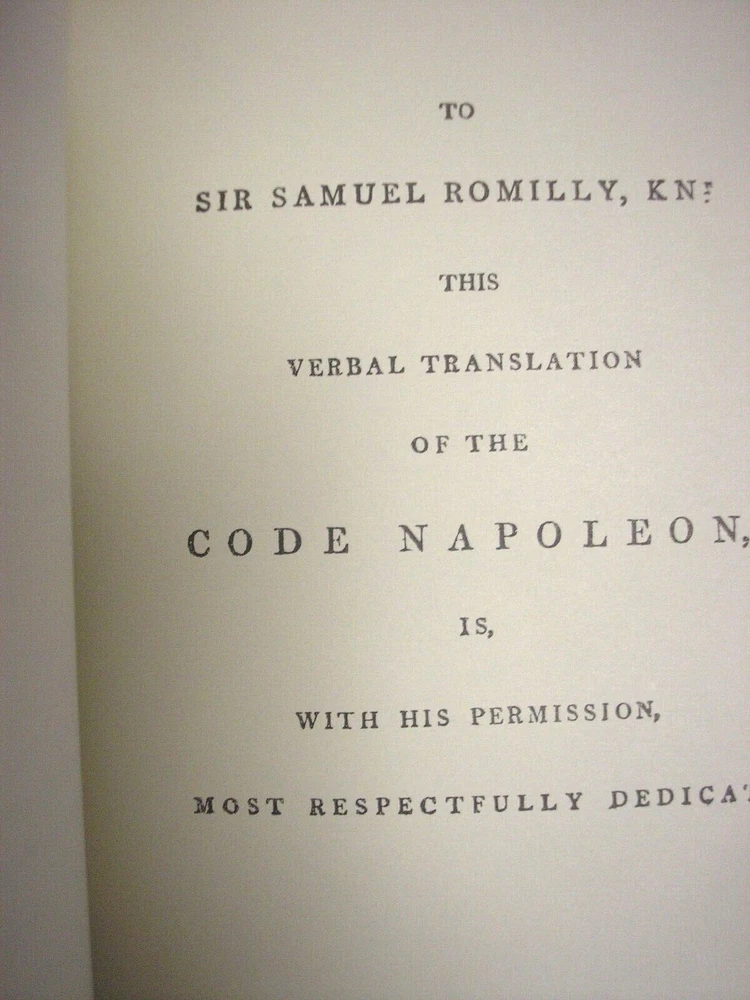 TO
SIR SAMUEL ROMILLY, KNT.
THIS
VERBAL TRANSLATION
OF THE
CODE NAPOLEON,
IS,
WITH HIS PERMISSION,
MOST RESPECTFULLY